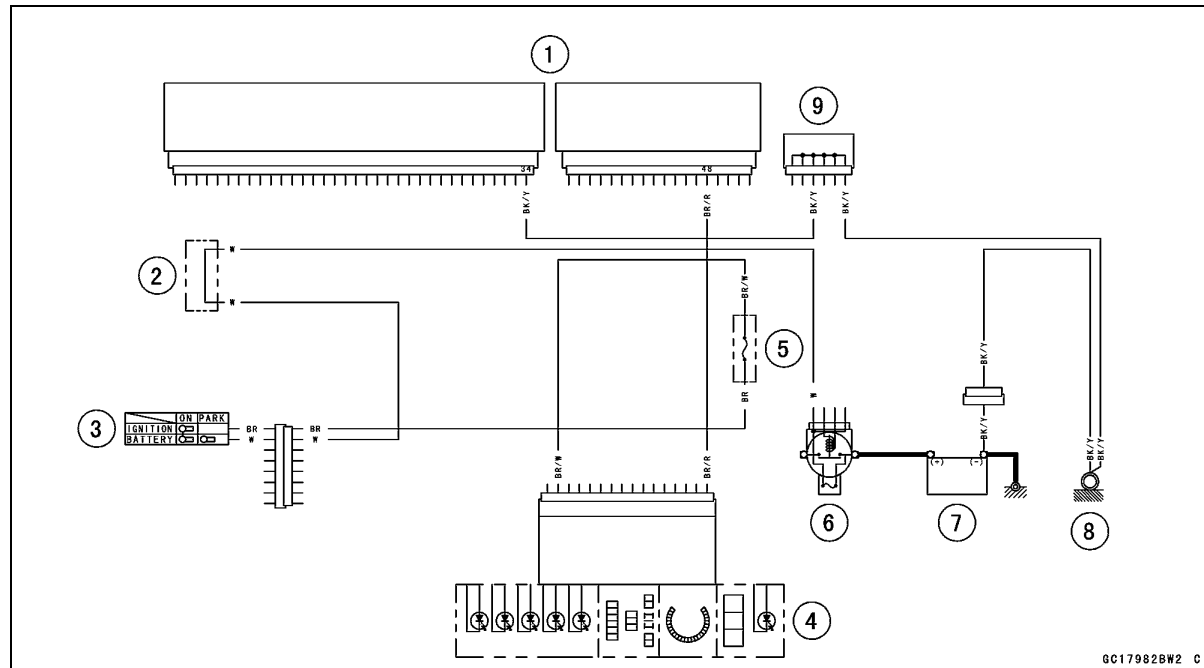 1
9
34
48
BK/Y
BR/R
BK/Y
BK/Y
2
W
W
BR/W
BK/Y
BK/Y
BK/Y
5
BR
W
3
ON PARK
IGNITION
BATTERY
BR
W
BR
W
BR/W
BR/R
BK/Y
(+)
(-)
6
7
8
4
GC17982BW2 C